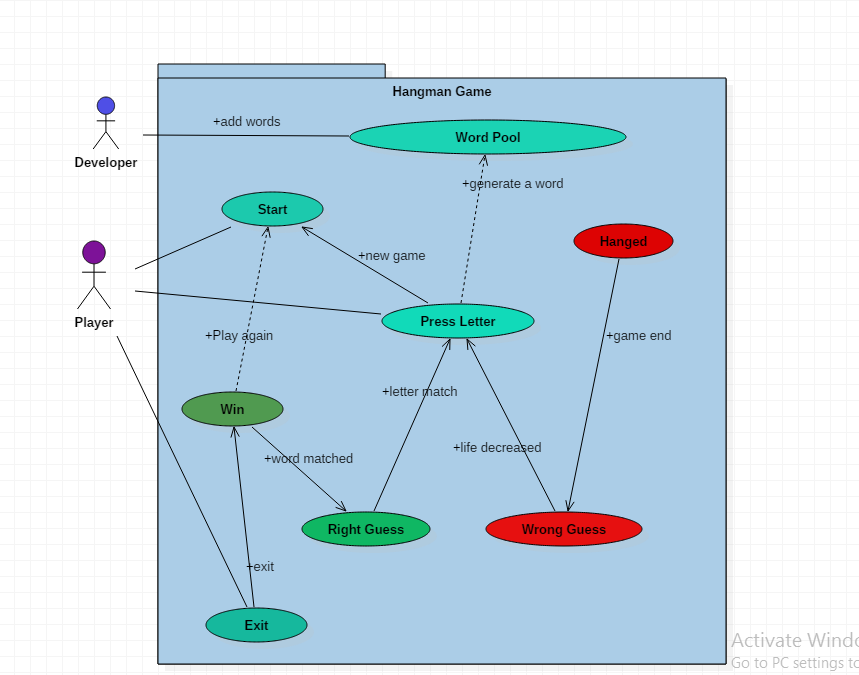 Hangman Game
+add words
Word Pool
Developer
+generate a word
Start
Hanged
+new game
Press Letter
Player
+Play again
+game end
+letter match
Win
+life decreased
+word matched
Right Guess
Wrong Guess
+exit
Exit
Activate Windo
Go to PC settings to